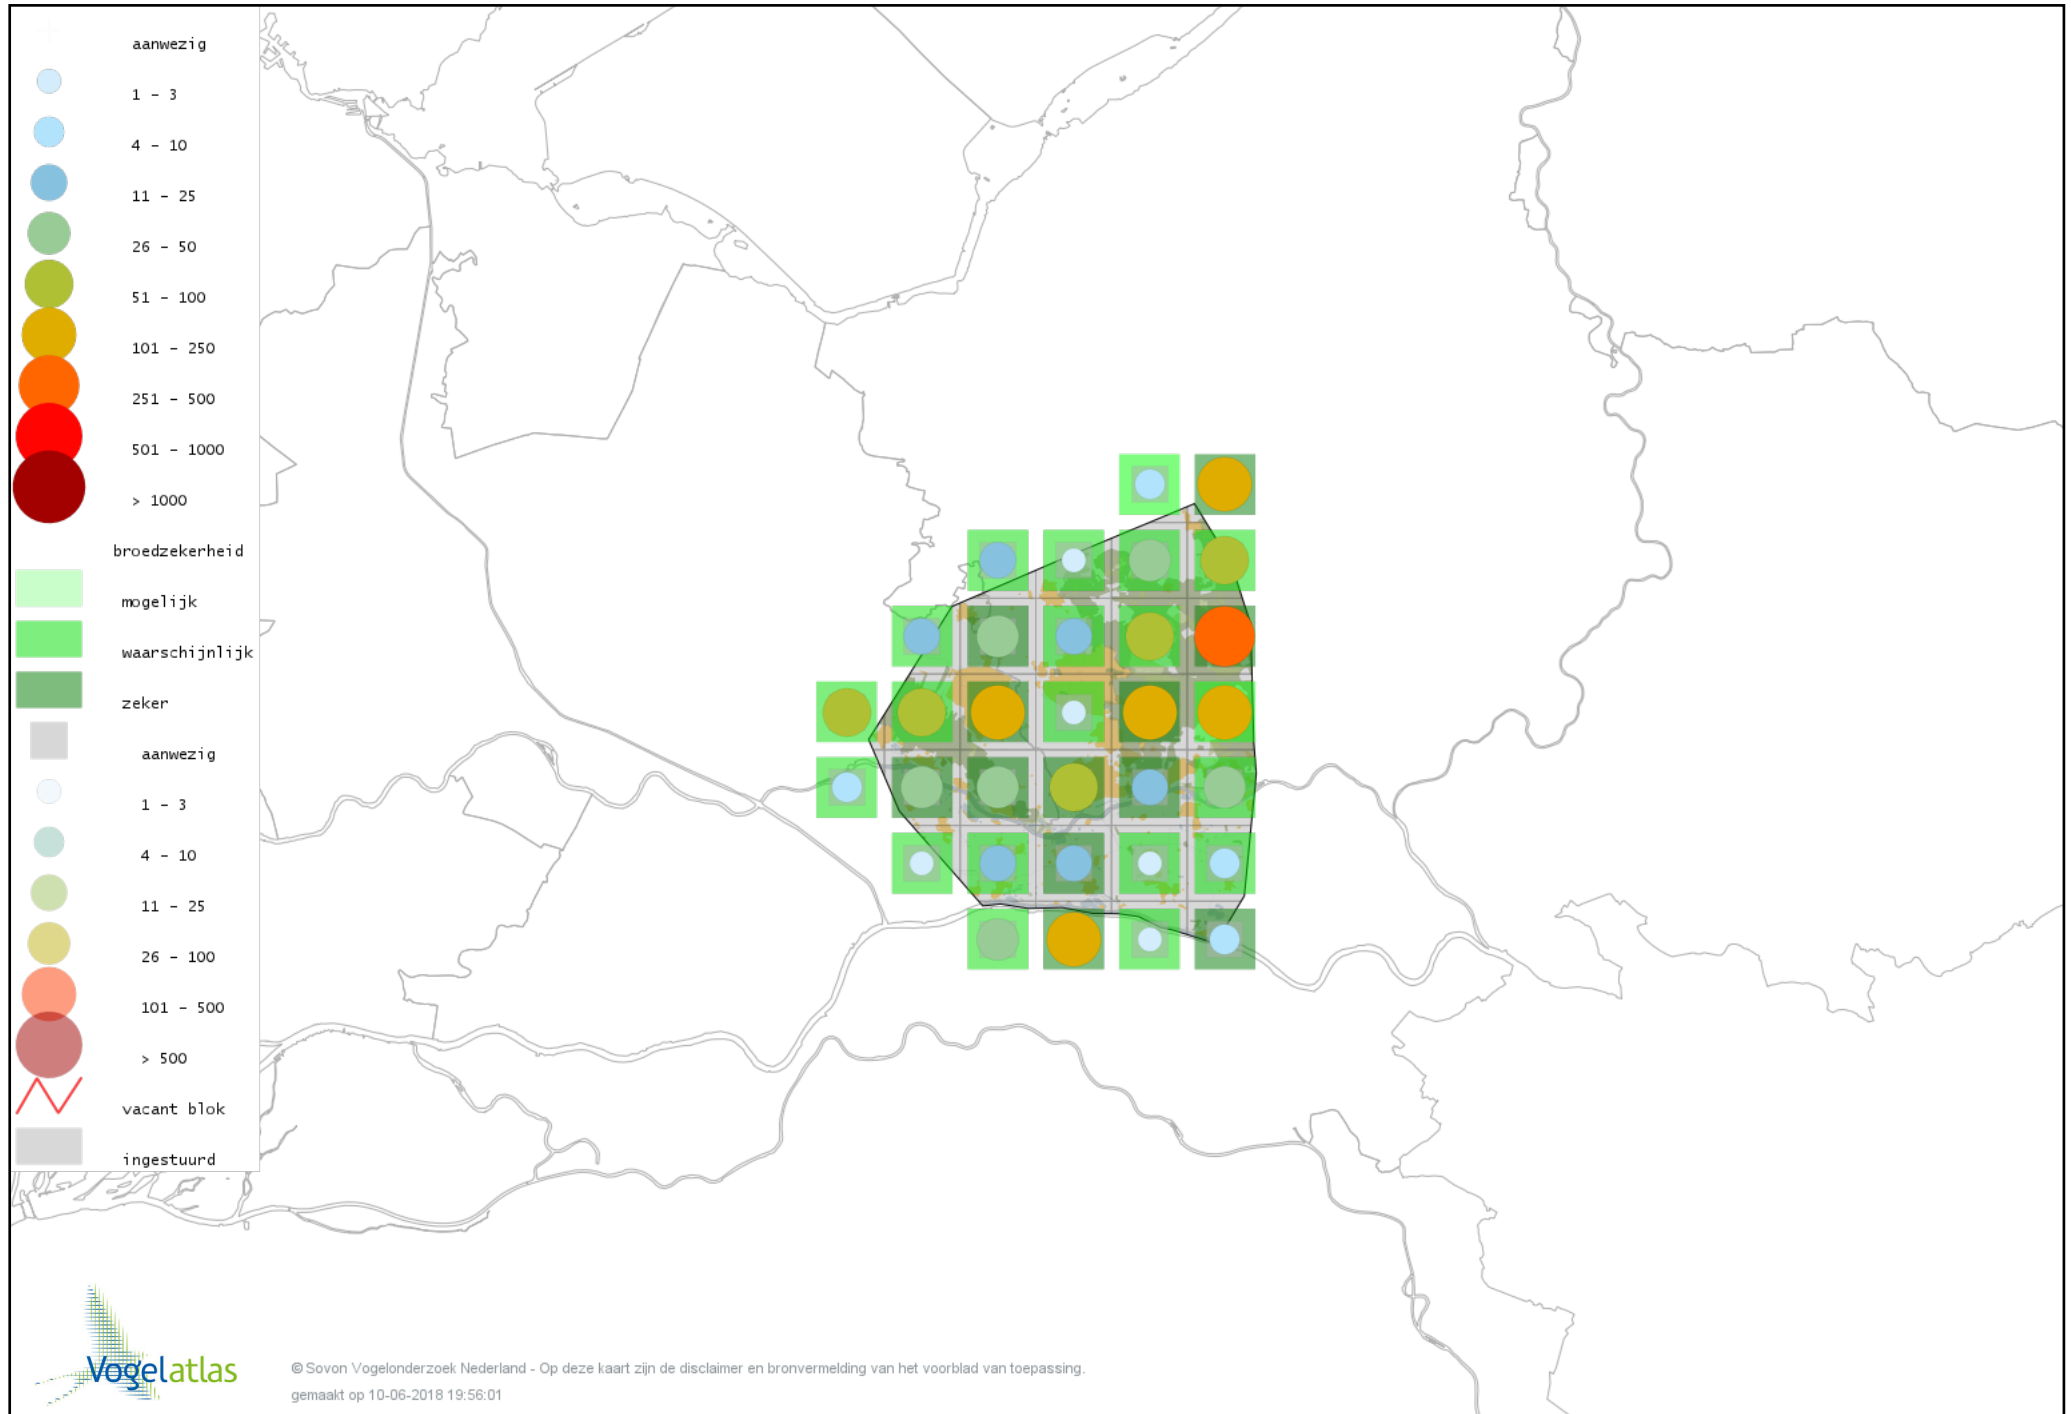 aanwezig
1 - 3
4 - 10
11 - 25
26 - 50
51 - 100
101 - 250
251 - 500
501 - 1000
> 1000
broedzekerheid
mogelijk
waarschijnlijk
zeker
aanwezig
1 - 3
4 - 10
11 - 25
26 - 100
101 - 500
> 500
vacant blok
ingestuurd
Vogelatlas
© Sovon Vogelonderzoek Nederland - Op deze kaart zijn de disclaimer en bronvermelding van het voorblad van toepassing.
gemaakt op 10-06-2018 19:56:01